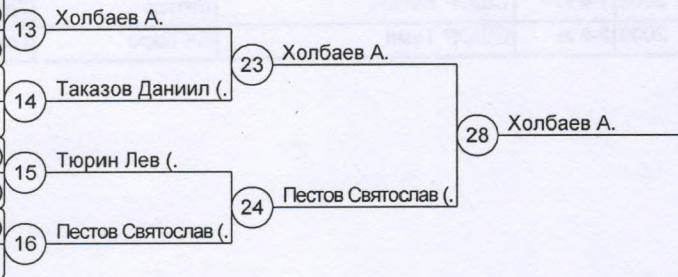 13 Холбаев А.
23 Холбаев А.
14 Таказов Даниил (.
28 Холбаев А.
15 Тюрин Лев (.
24 Пестов Святослав (.
16 Пестов Святослав (.